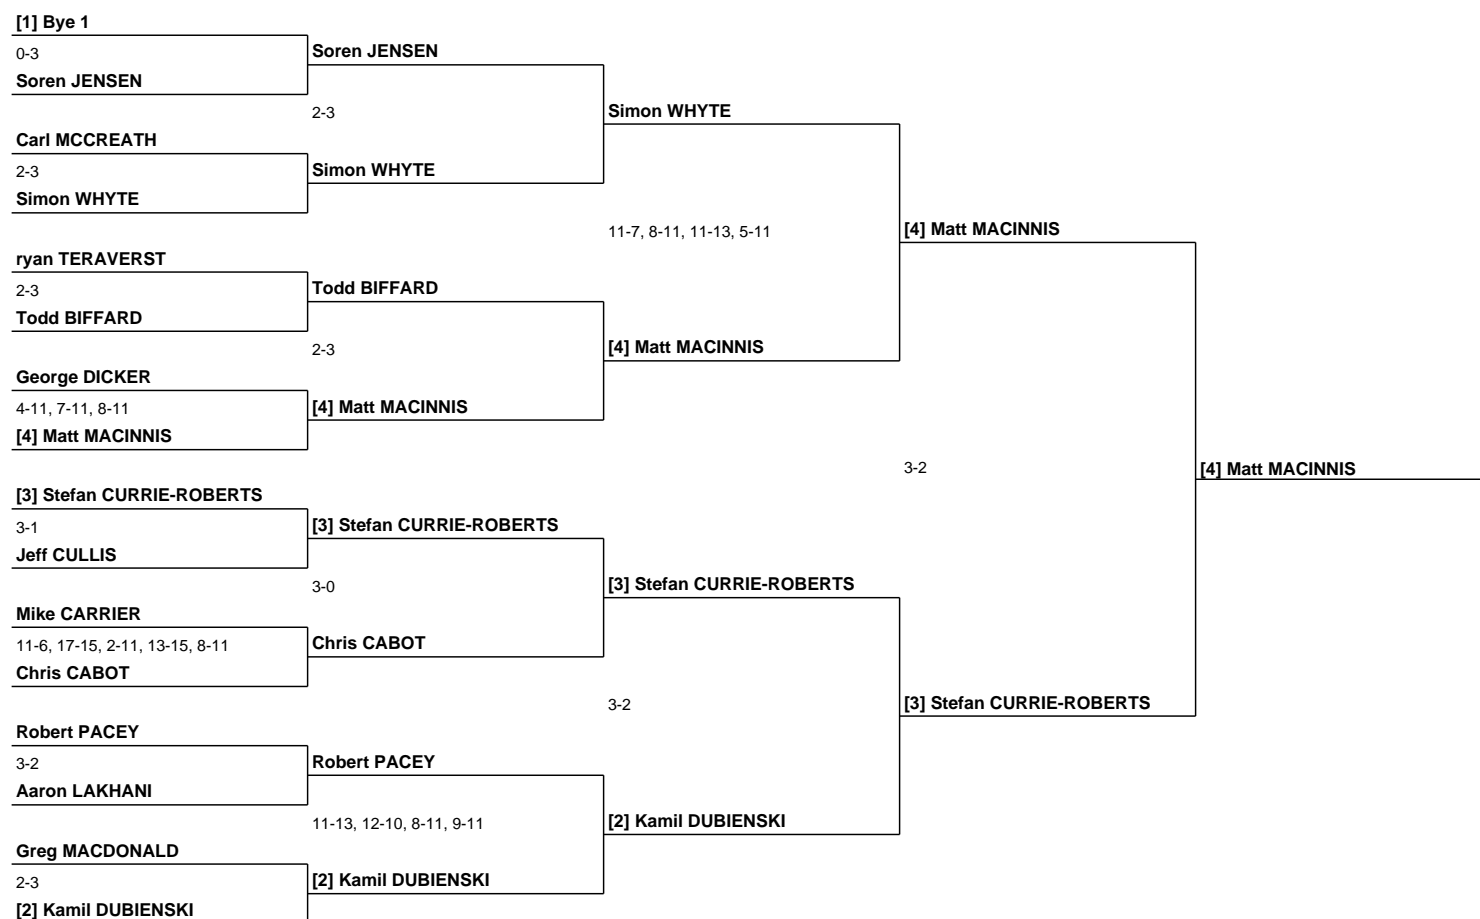 [1] Bye 1
0-3
Soren JENSEN
Soren JENSEN
2-3
Carl MCCREATH
2-3
Simon WHYTE
Simon WHYTE
Simon WHYTE
11-7, 8-11, 11-13, 5-11
ryan TERAVERST
2-3
Todd BIFFARD
Todd BIFFARD
2-3
George DICKER
4-11, 7-11, 8-11
[4] Matt MACINNIS
[4] Matt MACINNIS
[4] Matt MACINNIS
[4] Matt MACINNIS
3-2
[4] Matt MACINNIS
[3] Stefan CURRIE-ROBERTS
3-1
Jeff CULLIS
[3] Stefan CURRIE-ROBERTS
3-0
Mike CARRIER
11-6, 17-15, 2-11, 13-15, 8-11
Chris CABOT
Chris CABOT
[3] Stefan CURRIE-ROBERTS
3-2
[3] Stefan CURRIE-ROBERTS
Robert PACEY
3-2
Aaron LAKHANI
Robert PACEY
11-13, 12-10, 8-11, 9-11
Greg MACDONALD
2-3
[2] Kamil DUBIENSKI
[2] Kamil DUBIENSKI
[2] Kamil DUBIENSKI